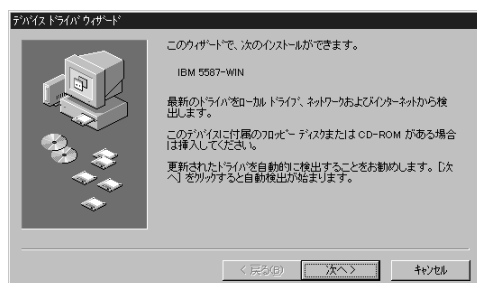 ﾃﾞﾊﾞｲｽ ﾄﾞﾗｲﾊﾞ ｳｨｻﾞｰﾄﾞ
このｳｨｻﾞｰﾄﾞで、次のｲﾝｽﾄｰﾙができます。
IBM 5587-WIN
最新のﾄﾞﾗｲﾊﾞをﾛｰｶﾙ ﾄﾞﾗｲﾌﾞ、ﾈｯﾄﾜｰｸおよびｲﾝﾀｰﾈｯﾄから検
出します。
このﾃﾞﾊﾞｲｽに付属のﾌﾛｯﾋﾟｰ ﾃﾞｨｽｸまたは CD-ROM がある場合
は挿入してください。
更新されたﾄﾞﾗｲﾊﾞを自動的に検出することをお勧めします。[次
へ] をｸﾘｯｸすると自動検出が始まります。
< 戻る(B)
次へ >
ｷｬﾝｾﾙ